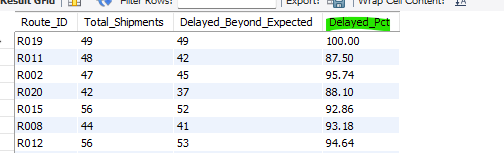 Result Grid Filter Rows: Export: Wrap Cell Content:
Route_ID Total_Shipments Delayed_Beyond_Expected Delayed_Pct
R019 49 49 100.00
R011 48 42 87.50
R002 47 45 95.74
R020 42 37 88.10
R015 56 52 92.86
R008 44 41 93.18
R012 56 53 94.64